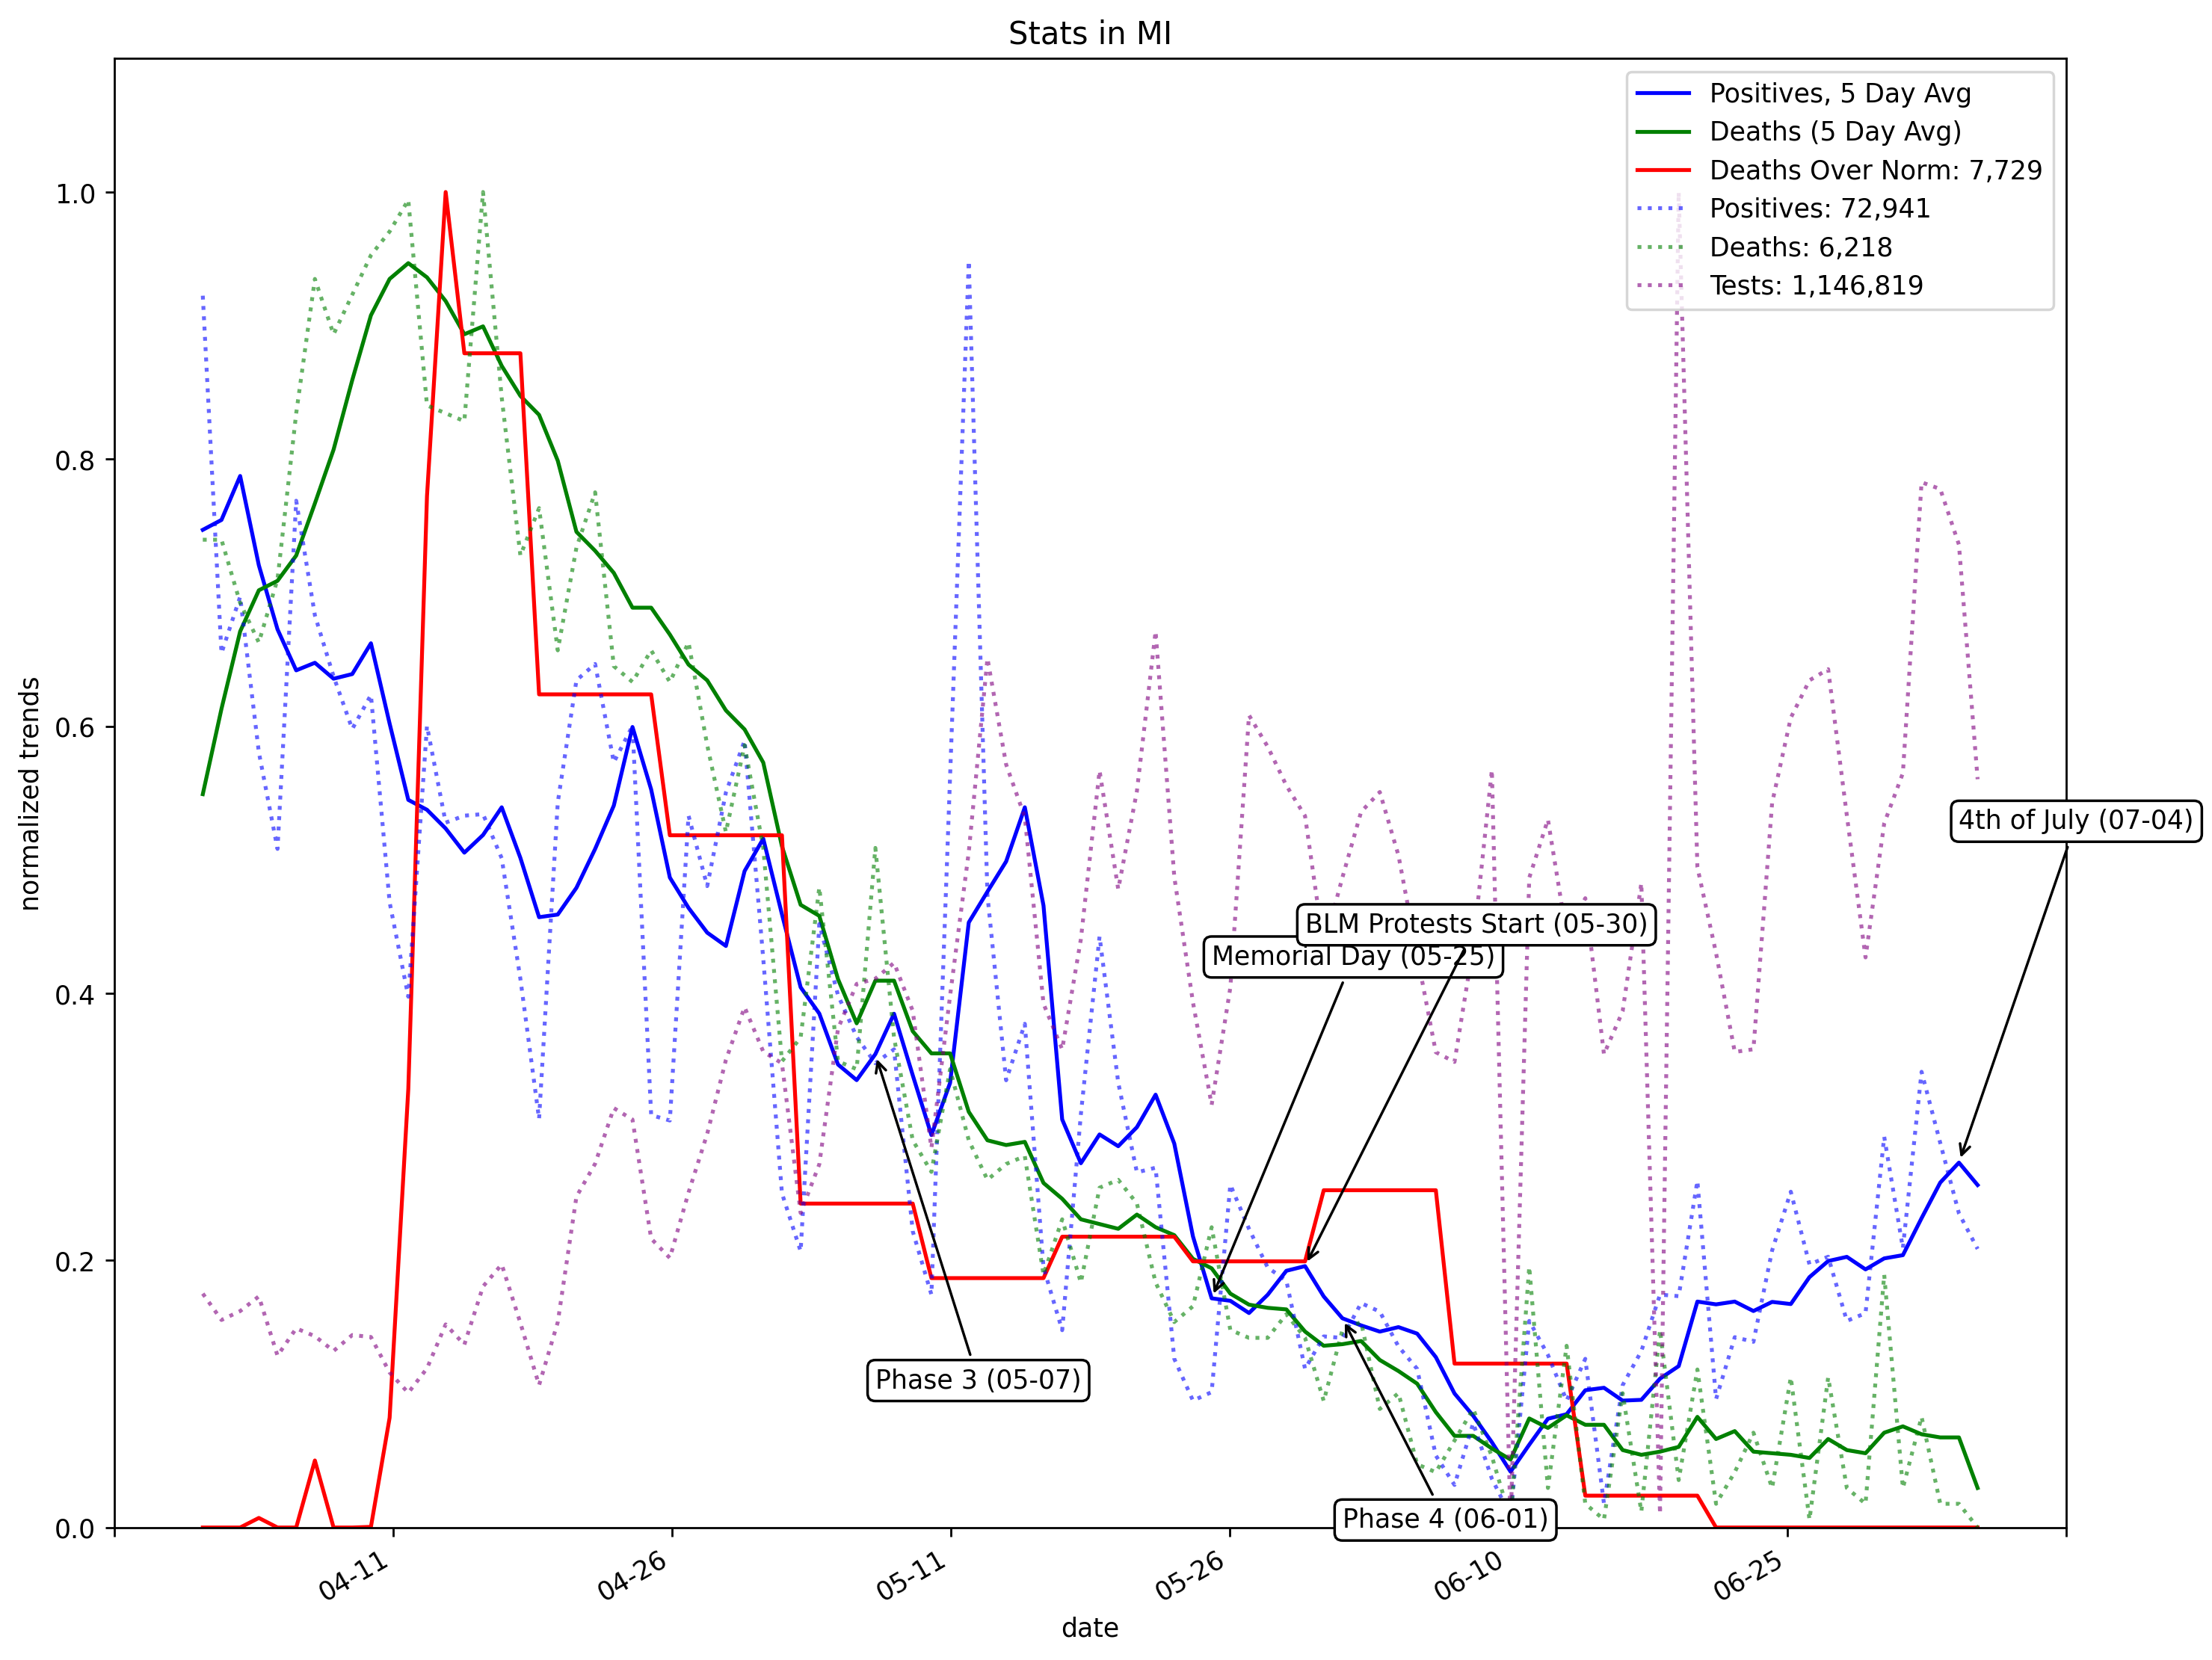 Stats in MI
Positives, 5 Day Avg
Deaths (5 Day Avg)
Deaths Over Norm: 7,729
Positives: 72,941
Deaths: 6,218
Tests: 1,146,819
1.0
0.8
0.6
0.4
0.2
0.0
normalized trends
4th of July (07-04)
BLM Protests Start (05-30)
Memorial Day (05-25)
Phase 3 (05-07)
Phase 4 (06-01)
04-11
04-26
05-11
05-26
06-10
06-25
date